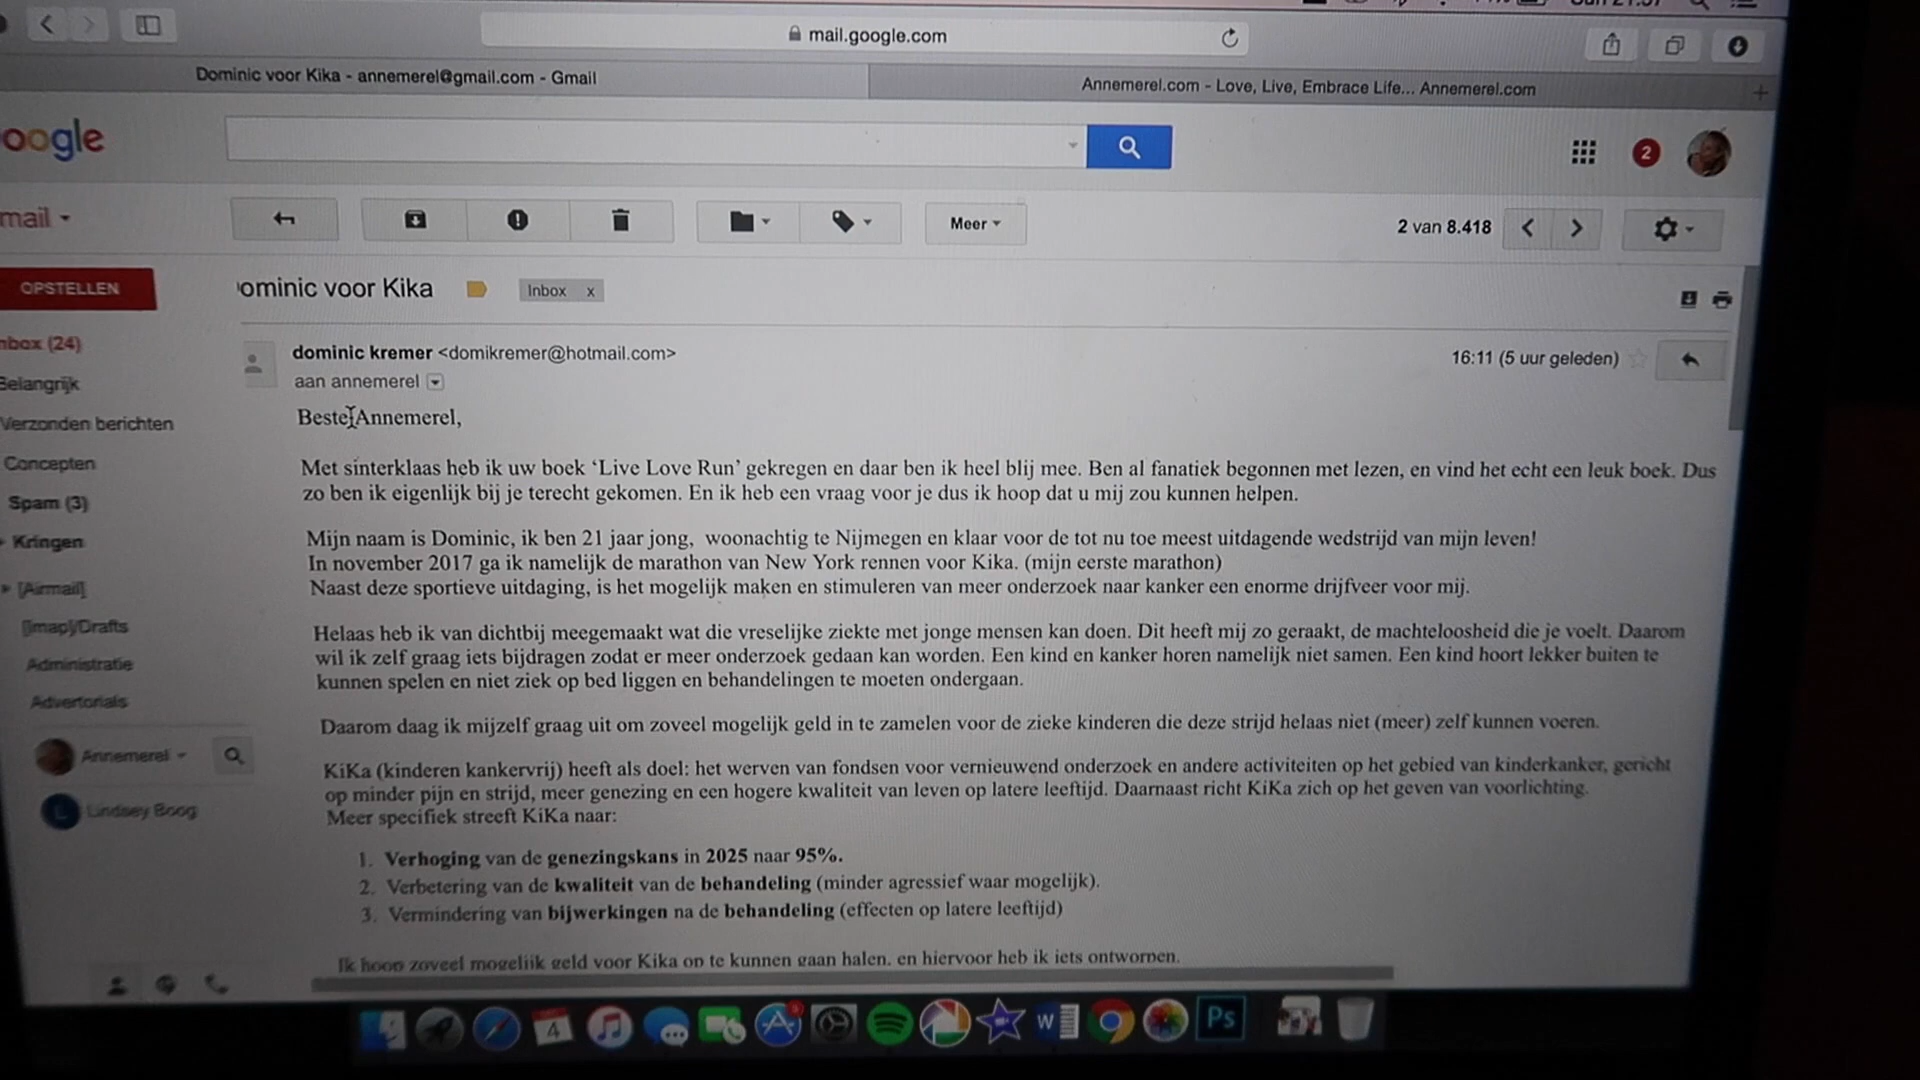 mail.google.com
Dominic voor Kika - annemerel@gmail.com - Gmail
Annemerel.com - Love, Live, Embrace Life... Annemerel.com
oogle
2
mail
Meer
2 van 8.418
OPSTELLEN
ominic voor Kika
Inbox x
nbox (24)
dominic kremer <domikremer@hotmail.com>
16:11 (5 uur geleden)
Belangrijk
aan annemerel
Verzonden berichten
Beste Annemerel,
Concepten
Met sinterklaas heb ik uw boek ‘Live Love Run’ gekregen en daar ben ik heel blij mee. Ben al fanatiek begonnen met lezen, en vind het echt een leuk boek. Dus
zo ben ik eigenlijk bij je terecht gekomen. En ik heb een vraag voor je dus ik hoop dat u mij zou kunnen helpen.
Spam (3)
Kringen
Mijn naam is Dominic, ik ben 21 jaar jong, woonachtig te Nijmegen en klaar voor de tot nu toe meest uitdagende wedstrijd van mijn leven!
In november 2017 ga ik namelijk de marathon van New York rennen voor Kika. (mijn eerste marathon)
Naast deze sportieve uitdaging, is het mogelijk maken en stimuleren van meer onderzoek naar kanker een enorme drijfveer voor mij.
[Airmail]
[Imap]/Drafts
Helaas heb ik van dichtbij meegemaakt wat die vreselijke ziekte met jonge mensen kan doen. Dit heeft mij zo geraakt, de machteloosheid die je voelt. Daarom
wil ik zelf graag iets bijdragen zodat er meer onderzoek gedaan kan worden. Een kind en kanker horen namelijk niet samen. Een kind hoort lekker buiten te
kunnen spelen en niet ziek op bed liggen en behandelingen te moeten ondergaan.
Administratie
Advertorials
Daarom daag ik mijzelf graag uit om zoveel mogelijk geld in te zamelen voor de zieke kinderen die deze strijd helaas niet (meer) zelf kunnen voeren.
Annemerel
KiKa (kinderen kankervrij) heeft als doel: het werven van fondsen voor vernieuwend onderzoek en andere activiteiten op het gebied van kinderkanker, gericht
op minder pijn en strijd, meer genezing en een hogere kwaliteit van leven op latere leeftijd. Daarnaast richt KiKa zich op het geven van voorlichting.
Meer specifiek streeft KiKa naar:
L
Lindsey Boog
1. Verhoging van de genezingskans in 2025 naar 95%.
2. Verbetering van de kwaliteit van de behandeling (minder agressief waar mogelijk).
3. Vermindering van bijwerkingen na de behandeling (effecten op latere leeftijd)
Ik hoop zoveel mogelijk geld voor Kika op te kunnen gaan halen, en hiervoor heb ik iets ontworpen.
4
W
Ps